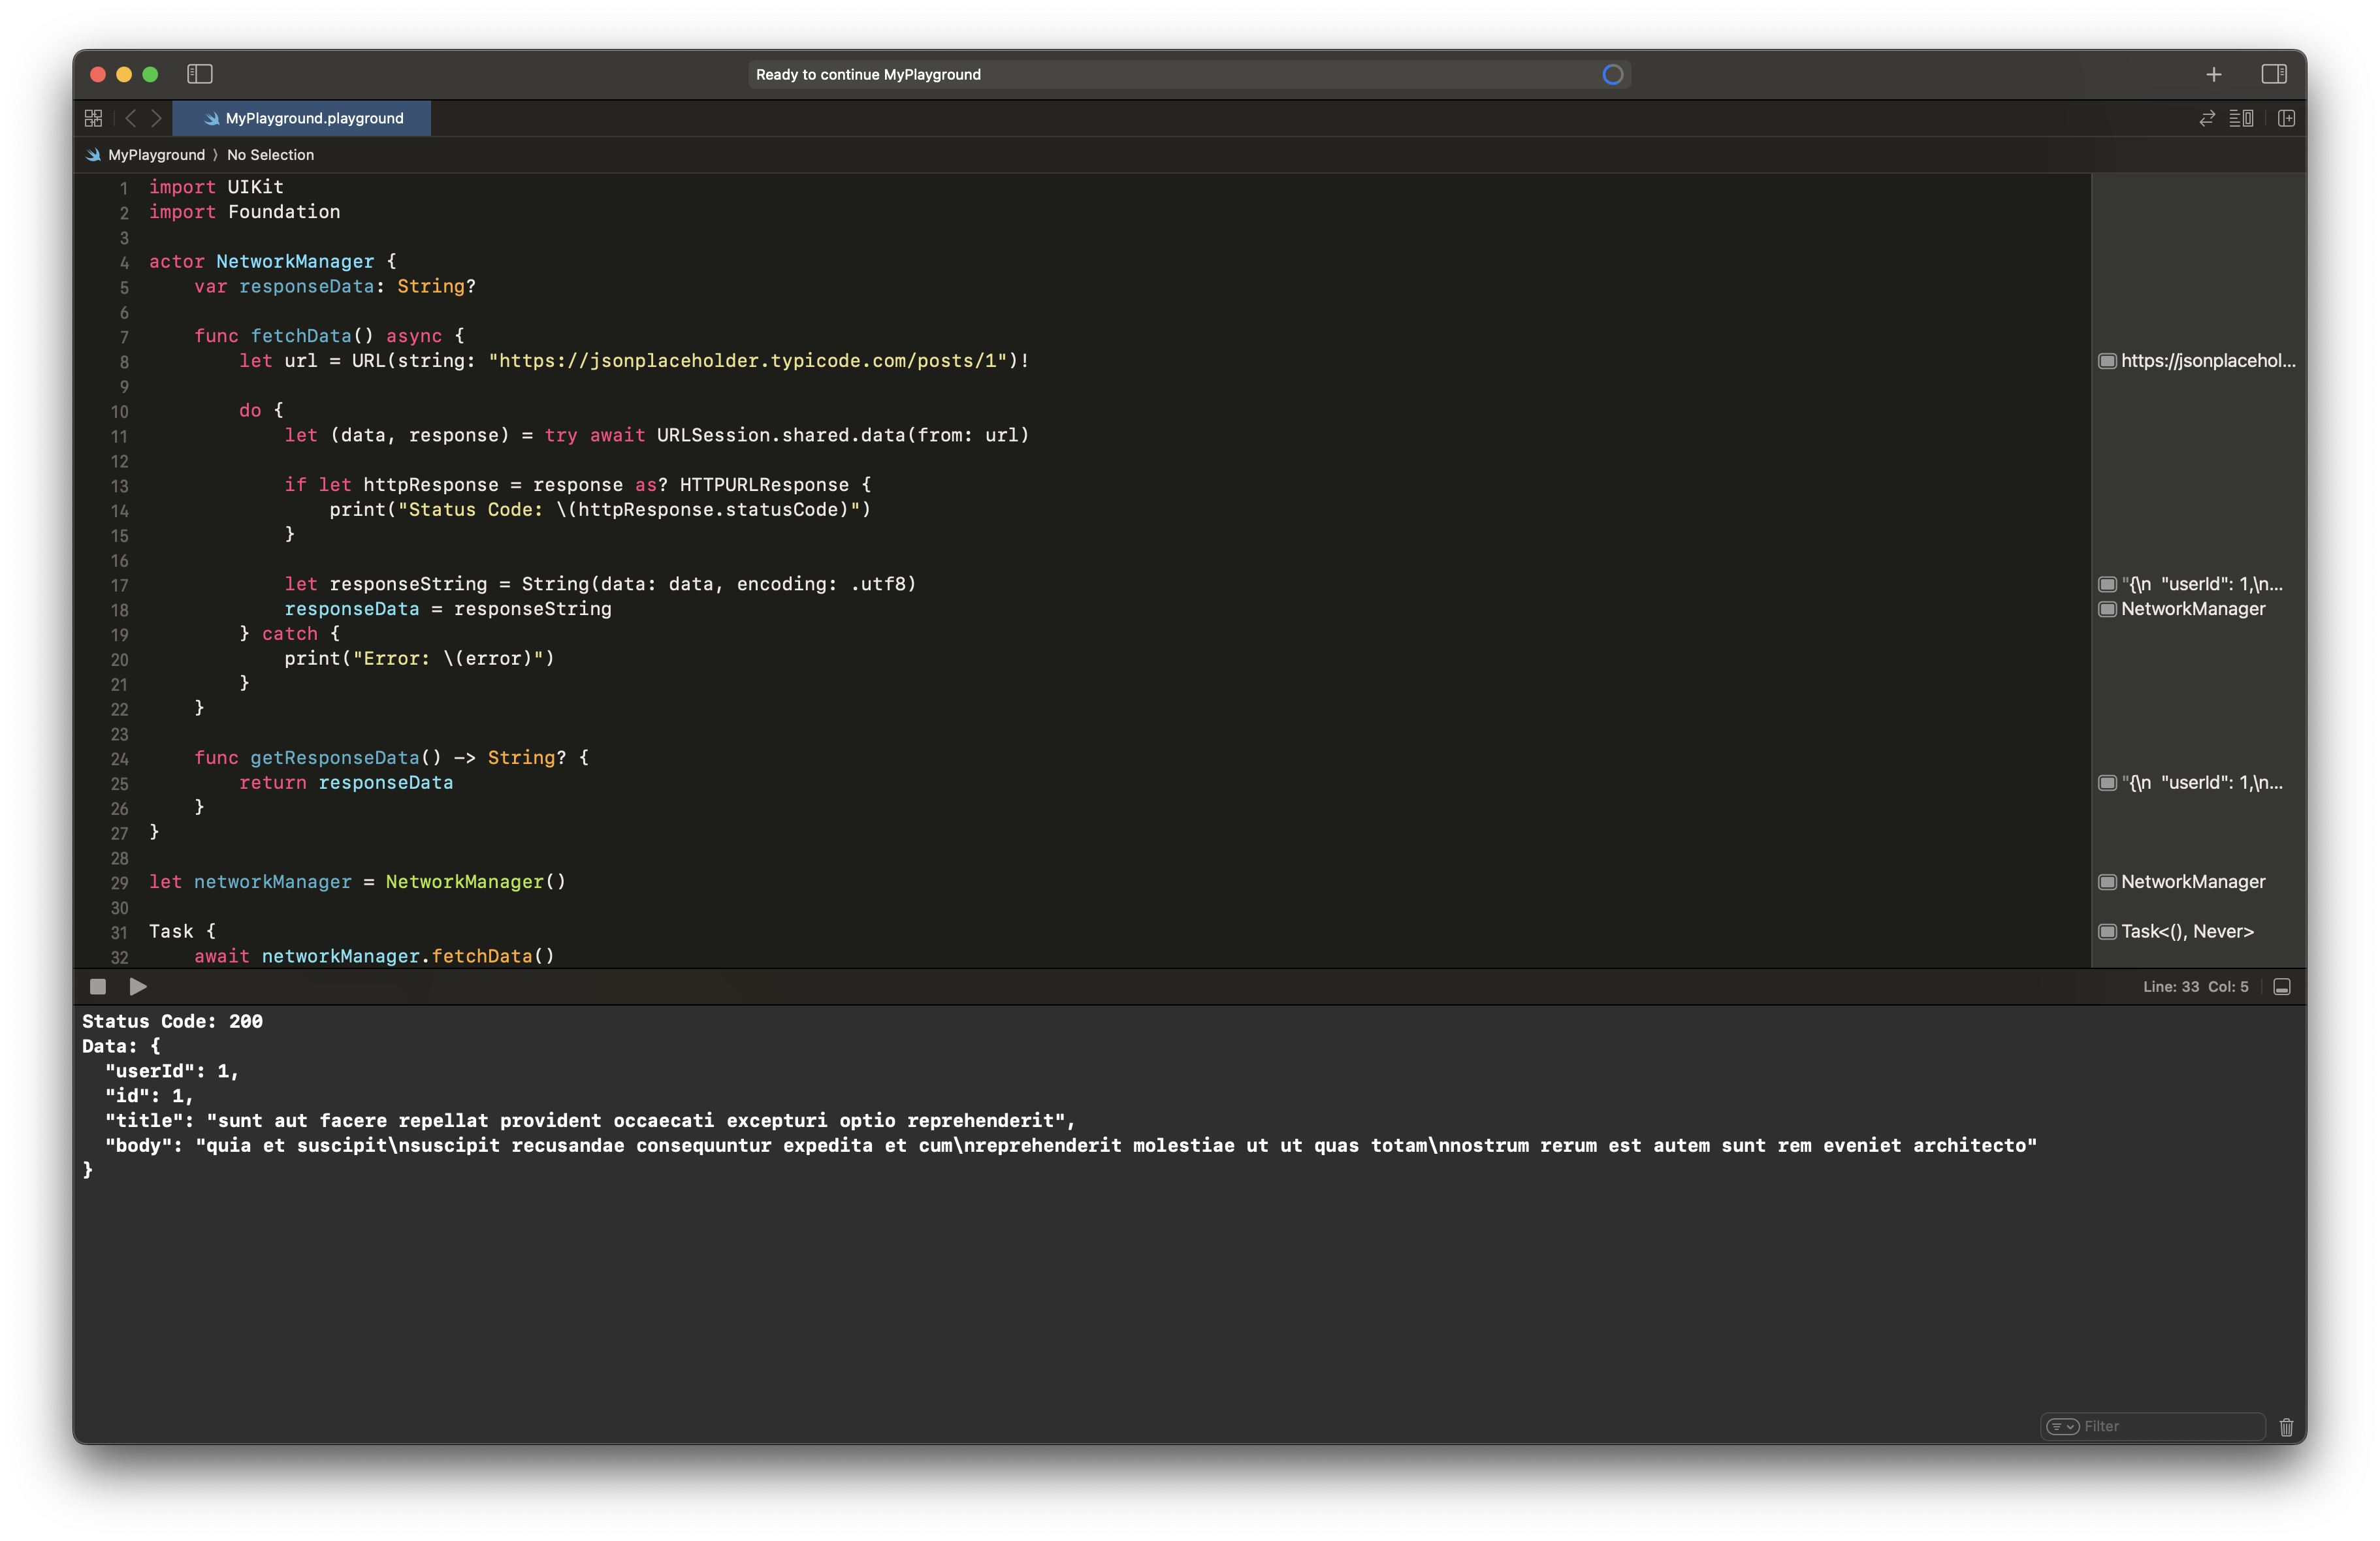 Ready to continue MyPlayground
MyPlayground.playground
MyPlayground ⟩ No Selection
1 import UIKit
2 import Foundation
3
4 actor NetworkManager {
5     var responseData: String?
6
7     func fetchData() async {
8         let url = URL(string: "https://jsonplaceholder.typicode.com/posts/1")! https://jsonplacehol...
9
10         do {
11             let (data, response) = try await URLSession.shared.data(from: url)
12
13             if let httpResponse = response as? HTTPURLResponse {
14                 print("Status Code: \(httpResponse.statusCode)")
15             }
16
17             let responseString = String(data: data, encoding: .utf8) "{\n  "userId": 1,\n...
18             responseData = responseString NetworkManager
19         } catch {
20             print("Error: \(error)")
21         }
22     }
23
24     func getResponseData() -> String? {
25         return responseData "{\n  "userId": 1,\n...
26     }
27 }
28
29 let networkManager = NetworkManager() NetworkManager
30
31 Task { Task<(), Never>
32     await networkManager.fetchData()
Line: 33 Col: 5
Status Code: 200
Data: {
  "userId": 1,
  "id": 1,
  "title": "sunt aut facere repellat provident occaecati excepturi optio reprehenderit",
  "body": "quia et suscipit\nsuscipit recusandae consequuntur expedita et cum\nreprehenderit molestiae ut ut quas totam\nnostrum rerum est autem sunt rem eveniet architecto"
}
Filter